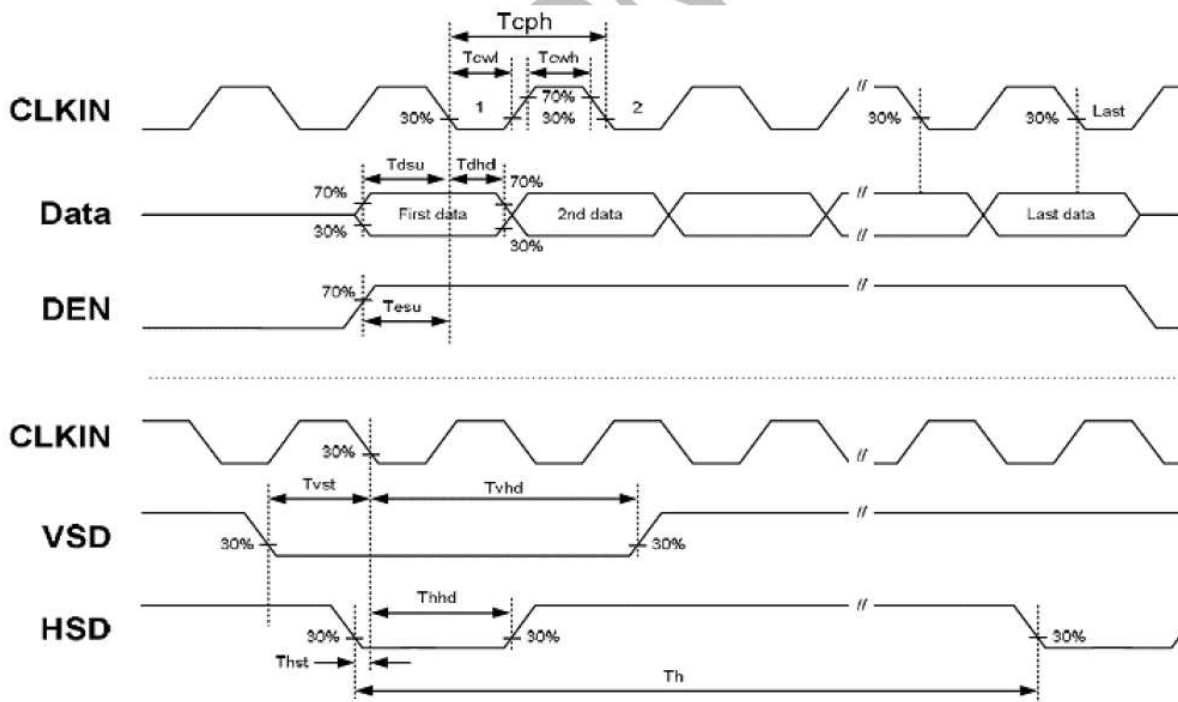 Tcph
Tcwl Tcwh
CLKIN 30% 1 70% 30% 2 // 30% 30% Last
Tdsu Tdhd
70% 70%
Data First data 2nd data // Last data
30% 30% //
DEN 70% Tesu //
CLKIN 30% //
Tvst Tvhd
VSD 30% 30% //
Thhd
HSD 30% 30% // 30%
Thst
Th